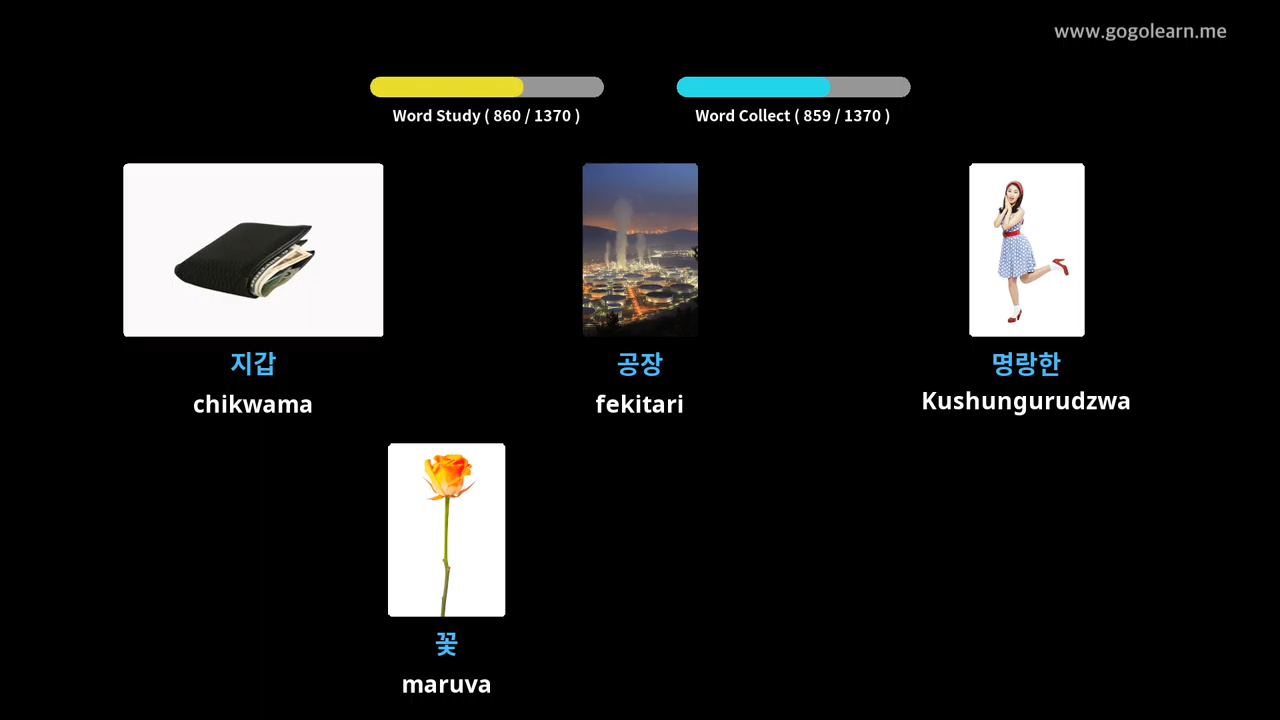 www.gogolearn.me
Word Study ( 860 / 1370 )
Word Collect ( 859 / 1370 )
지갑
chikwama
공장
fekitari
명랑한
Kushungurudzwa
꽃
maruva